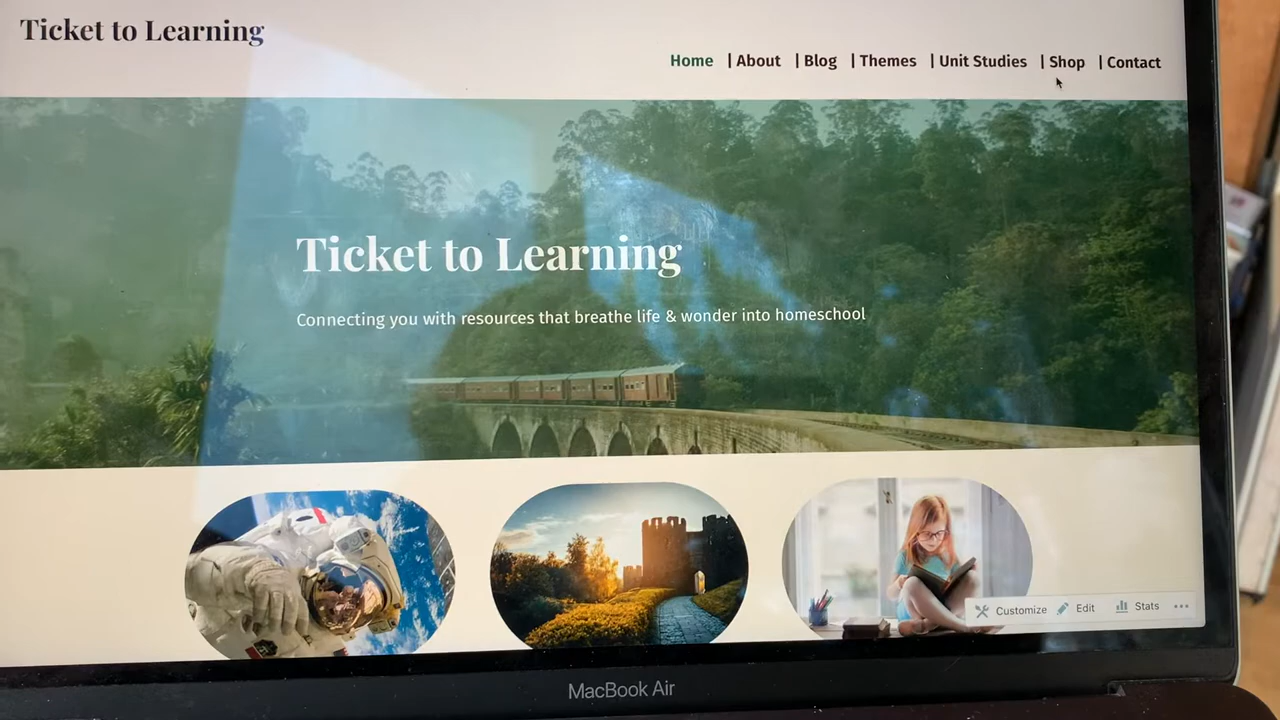 Ticket to Learning
Home | About | Blog | Themes | Unit Studies | Shop | Contact
Ticket to Learning
Connecting you with resources that breathe life & wonder into homeschool
Customize Edit Stats
MacBook Air